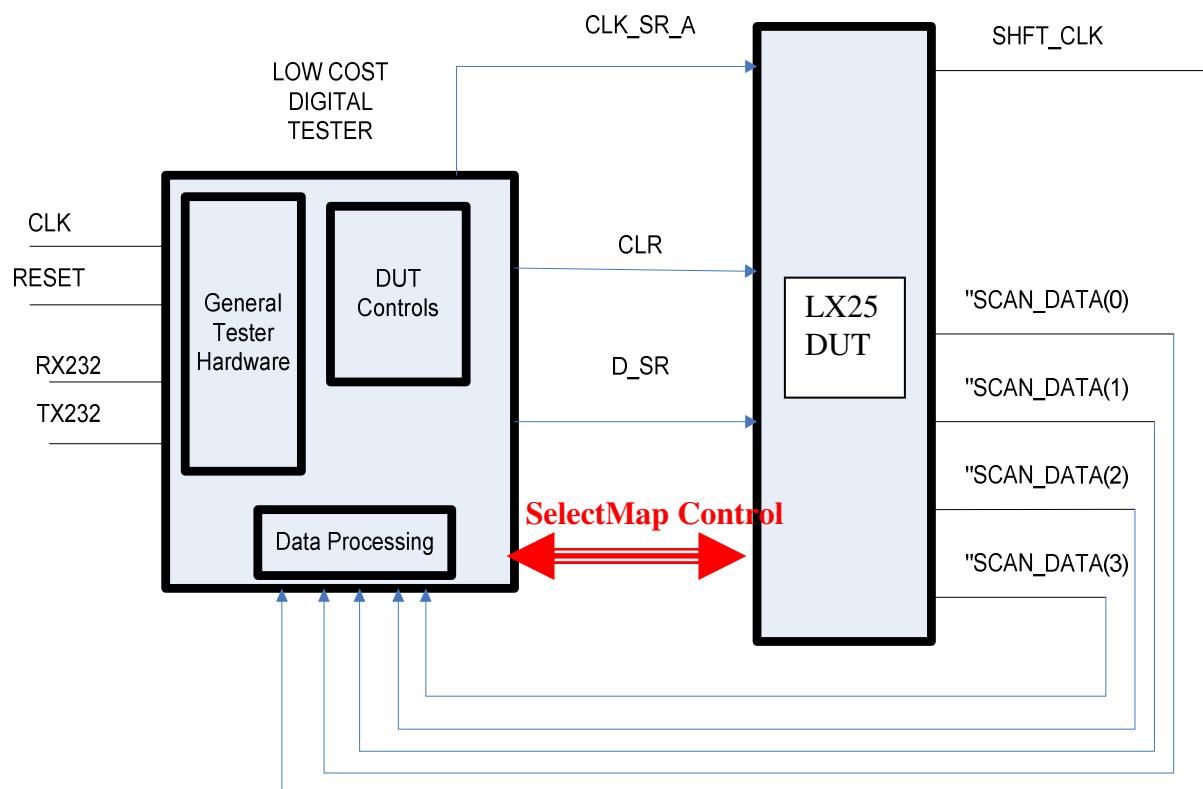 CLK_SR_A
SHFT_CLK
LOW COST
DIGITAL
TESTER
CLK
RESET
RX232
TX232
General
Tester
Hardware
DUT
Controls
CLR
D_SR
LX25
DUT
"SCAN_DATA(0)
"SCAN_DATA(1)
"SCAN_DATA(2)
"SCAN_DATA(3)
SelectMap Control
Data Processing